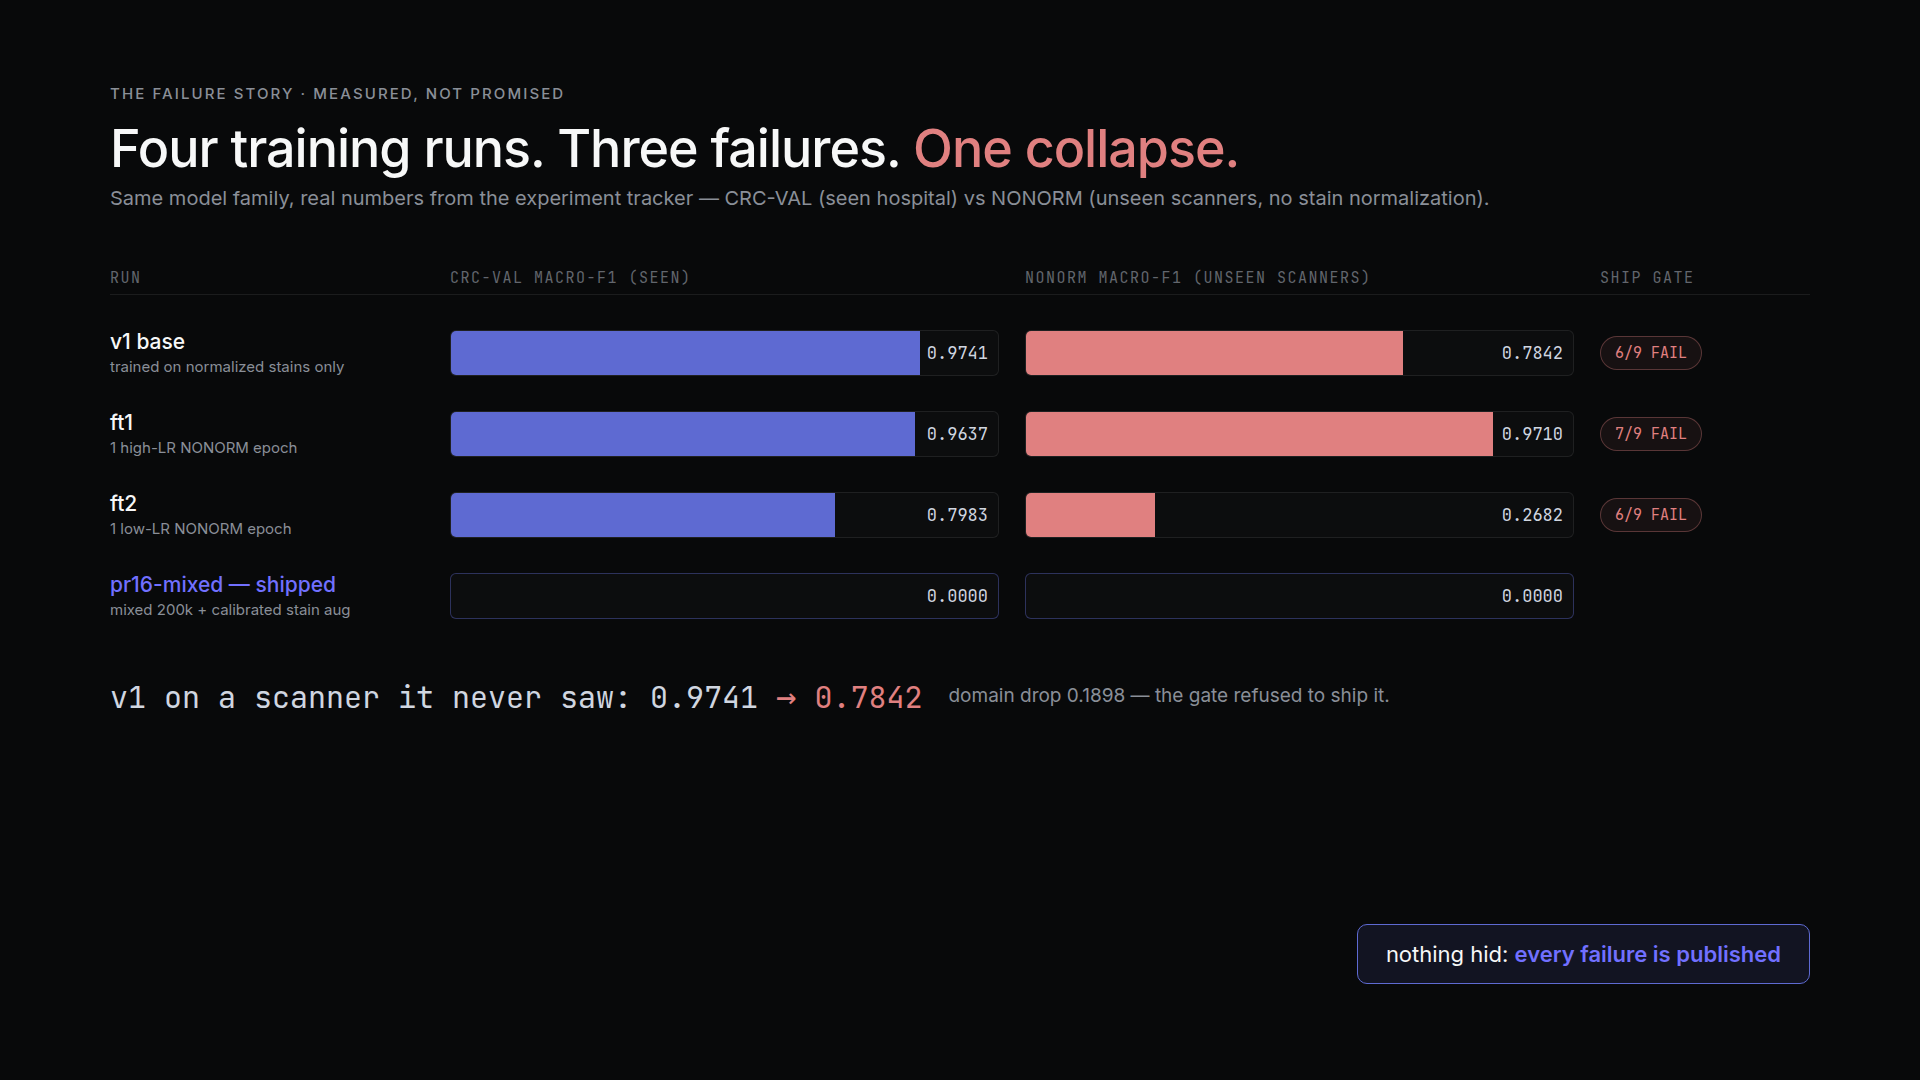 THE FAILURE STORY · MEASURED, NOT PROMISED
Four training runs. Three failures. One collapse.
Same model family, real numbers from the experiment tracker — CRC-VAL (seen hospital) vs NONORM (unseen scanners, no stain normalization).
RUN CRC-VAL MACRO-F1 (SEEN) NONORM MACRO-F1 (UNSEEN SCANNERS) SHIP GATE
v1 base
trained on normalized stains only
0.9741 0.7842 6/9 FAIL
ft1
1 high-LR NONORM epoch
0.9637 0.9710 7/9 FAIL
ft2
1 low-LR NONORM epoch
0.7983 0.2682 6/9 FAIL
pr16-mixed — shipped
mixed 200k + calibrated stain aug
0.0000 0.0000
v1 on a scanner it never saw: 0.9741 → 0.7842 domain drop 0.1898 — the gate refused to ship it.
nothing hid: every failure is published